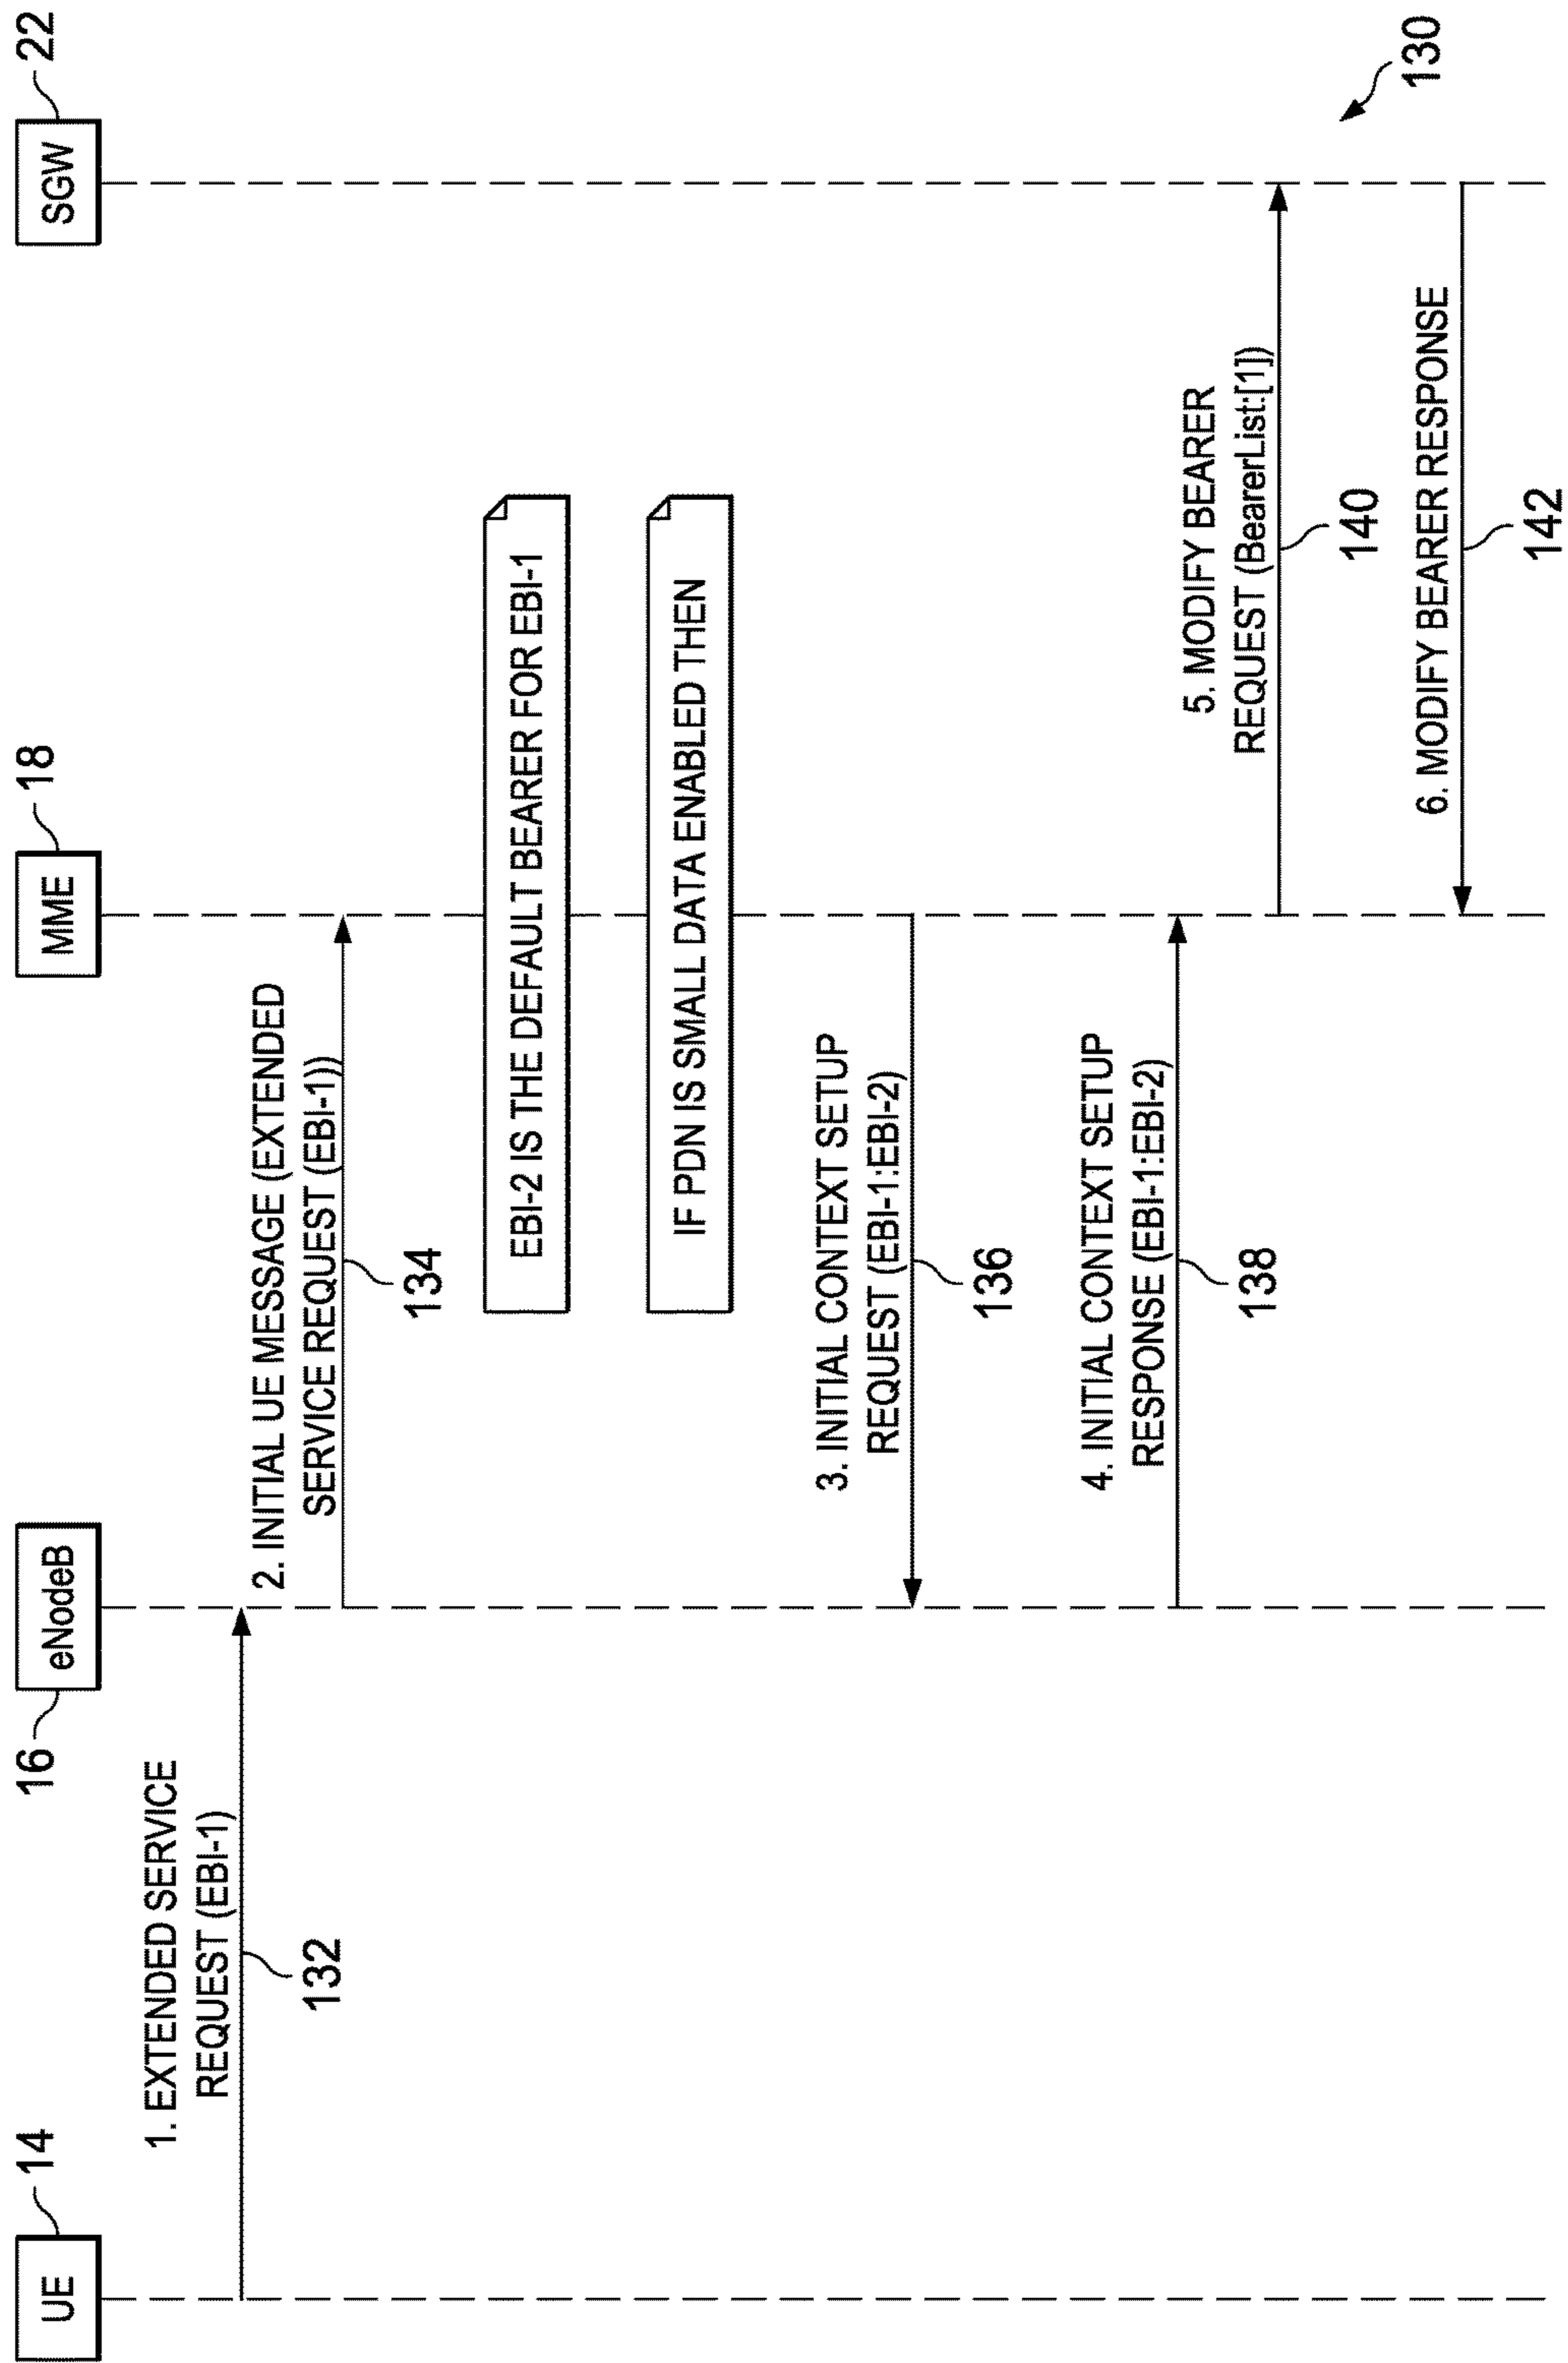 UE
14
16
eNodeB
MME
18
SGW
22
1. EXTENDED SERVICE
REQUEST (EBI-1)
132
2. INITIAL UE MESSAGE (EXTENDED
SERVICE REQUEST (EBI-1))
134
EBI-2 IS THE DEFAULT BEARER FOR EBI-1
IF PDN IS SMALL DATA ENABLED THEN
3. INITIAL CONTEXT SETUP
REQUEST (EBI-1:EBI-2)
136
4. INITIAL CONTEXT SETUP
RESPONSE (EBI-1:EBI-2)
138
5. MODIFY BEARER
REQUEST (BearerList:[1])
140
6. MODIFY BEARER RESPONSE
142
130